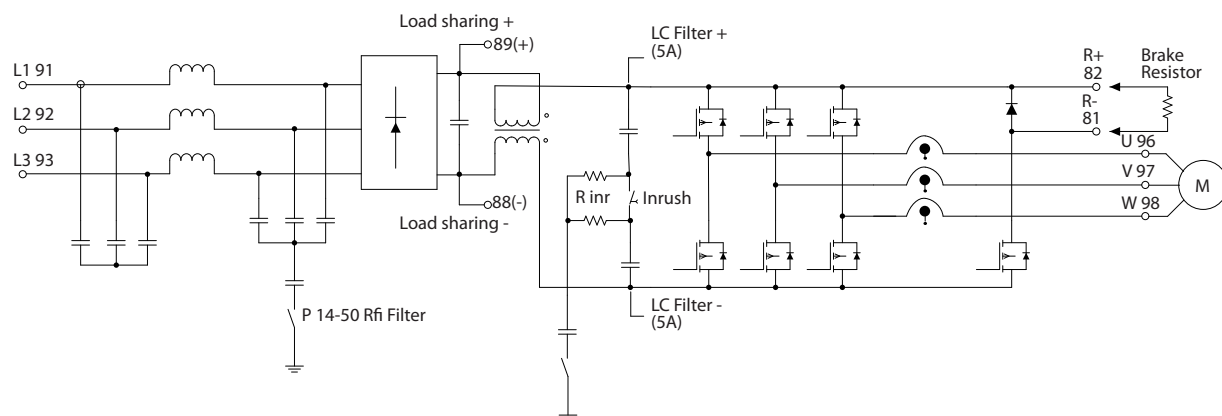 Load sharing +
89(+)
LC Filter +
(5A)
R+
82
Brake
Resistor
L1 91
R-
81
L2 92
U 96
L3 93
V 97
M
R inr
Inrush
88(-)
W 98
Load sharing -
LC Filter -
(5A)
P 14-50 Rfi Filter